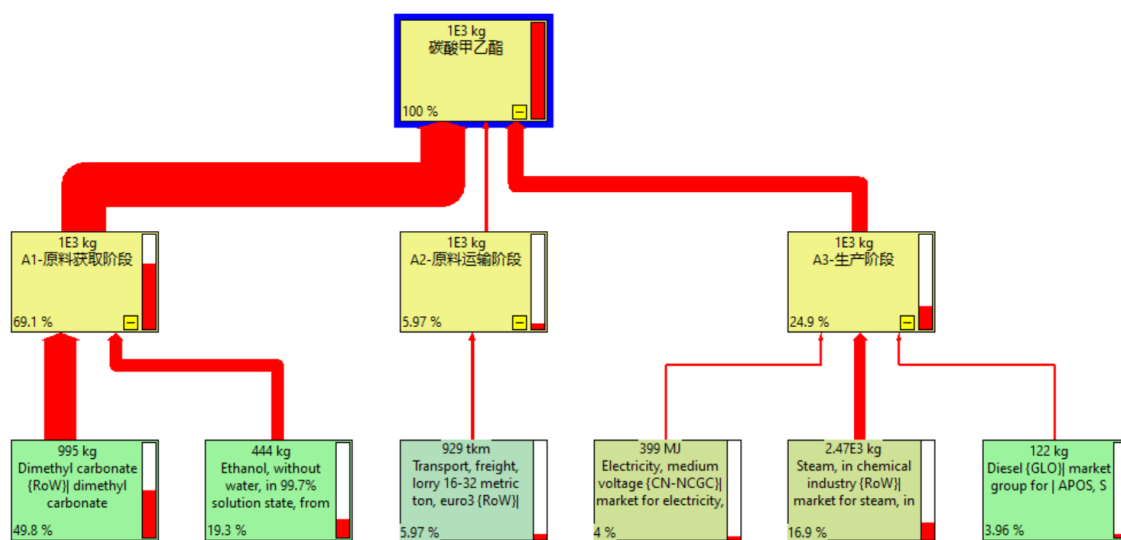 1E3 kg
碳酸甲乙酯
100 %
1E3 kg
A1-原料获取阶段
69.1 %
1E3 kg
A2-原料运输阶段
5.97 %
1E3 kg
A3-生产阶段
24.9 %
995 kg
Dimethyl carbonate
{RoW}| dimethyl
carbonate
49.8 %
444 kg
Ethanol, without
water, in 99.7%
solution state, from
19.3 %
929 tkm
Transport, freight,
lorry 16-32 metric
ton, euro3 {RoW}|
5.97 %
399 MJ
Electricity, medium
voltage {CN-NCGC}|
market for electricity,
4 %
2.47E3 kg
Steam, in chemical
industry {RoW}|
market for steam, in
16.9 %
122 kg
Diesel {GLO}| market
group for | APOS, S
3.96 %